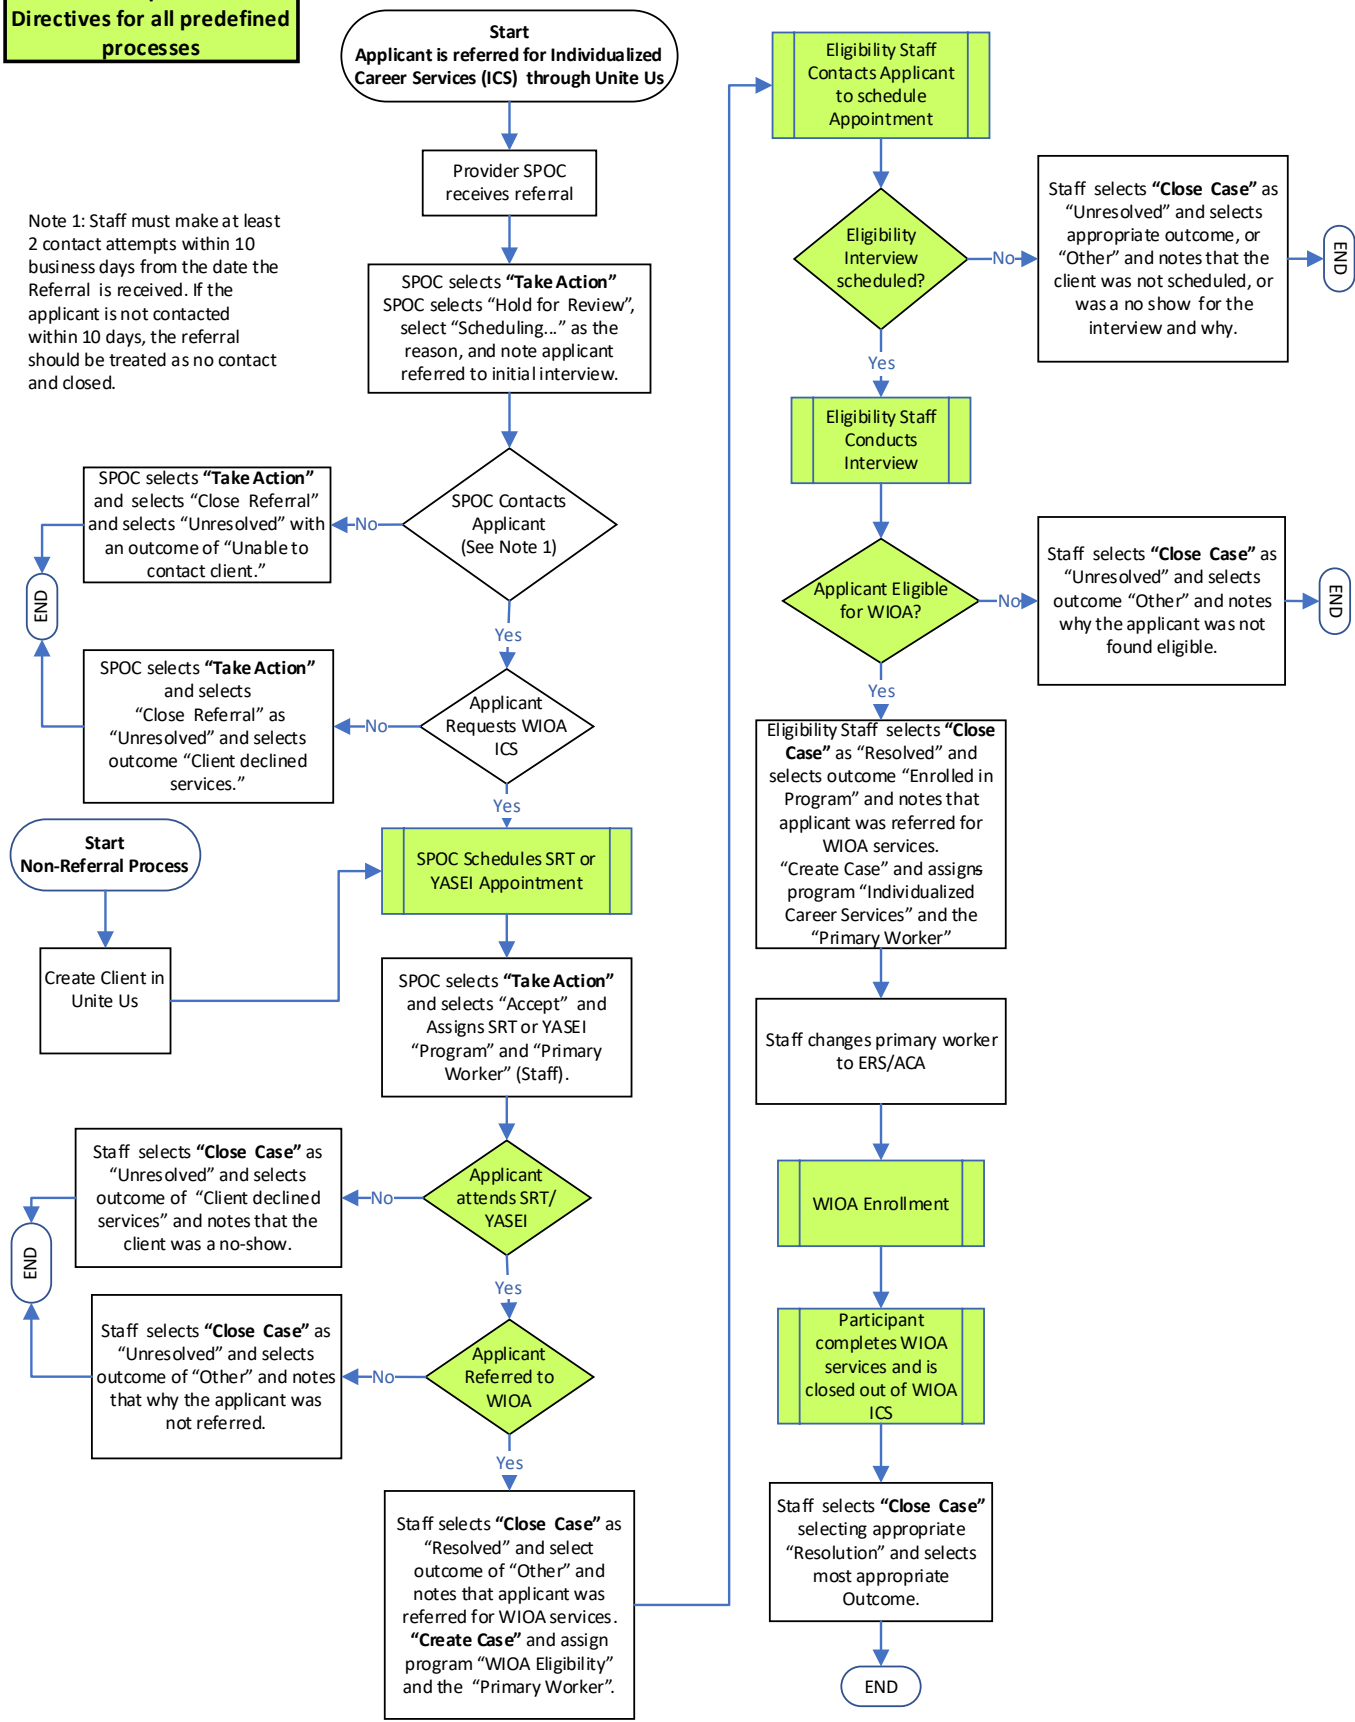 Directives for all predefined
processes
Start
Applicant is referred for Individualized
Career Services (ICS) through Unite Us
Provider SPOC
receives referral
Note 1: Staff must make at least
2 contact attempts within 10
business days from the date the
Referral is received. If the
applicant is not contacted
within 10 days, the referral
should be treated as no contact
and closed.
SPOC selects “Take Action”
SPOC selects “Hold for Review”,
select “Scheduling...” as the
reason, and note applicant
referred to initial interview.
SPOC Contacts
Applicant
(See Note 1)
No
SPOC selects “Take Action”
and selects “Close Referral”
and selects “Unresolved” with
an outcome of “Unable to
contact client.”
END
Yes
Applicant
Requests WIOA
ICS
No
SPOC selects “Take Action”
and selects
“Close Referral” as
“Unresolved” and selects
outcome “Client declined
services.”
Yes
Start
Non-Referral Process
Create Client in
Unite Us
SPOC Schedules SRT or
YASEI Appointment
SPOC selects “Take Action”
and selects “Accept” and
Assigns SRT or YASEI
“Program” and “Primary
Worker” (Staff).
Applicant
attends SRT/
YASEI
No
Staff selects “Close Case” as
“Unresolved” and selects
outcome of “Client declined
services” and notes that the
client was a no-show.
END
Yes
Applicant
Referred to
WIOA
No
Staff selects “Close Case” as
“Unresolved” and selects
outcome of “Other” and notes
that why the applicant was
not referred.
Yes
Staff selects “Close Case” as
“Resolved” and select
outcome of “Other” and
notes that applicant was
referred for WIOA services.
“Create Case” and assign
program “WIOA Eligibility”
and the “Primary Worker”.
Eligibility Staff
Contacts Applicant
to schedule
Appointment
Eligibility
Interview
scheduled?
No
Staff selects “Close Case” as
“Unresolved” and selects
appropriate outcome, or
“Other” and notes that the
client was not scheduled, or
was a no show for the
interview and why.
END
Yes
Eligibility Staff
Conducts
Interview
Applicant Eligible
for WIOA?
No
Staff selects “Close Case” as
“Unresolved” and selects
outcome “Other” and notes
why the applicant was not
found eligible.
END
Yes
Eligibility Staff selects “Close
Case” as “Resolved” and
selects outcome “Enrolled in
Program” and notes that
applicant was referred for
WIOA services.
“Create Case” and assigns
program “Individualized
Career Services” and the
“Primary Worker”
Staff changes primary worker
to ERS/ACA
WIOA Enrollment
Participant
completes WIOA
services and is
closed out of WIOA
ICS
Staff selects “Close Case”
selecting appropriate
“Resolution” and selects
most appropriate
Outcome.
END